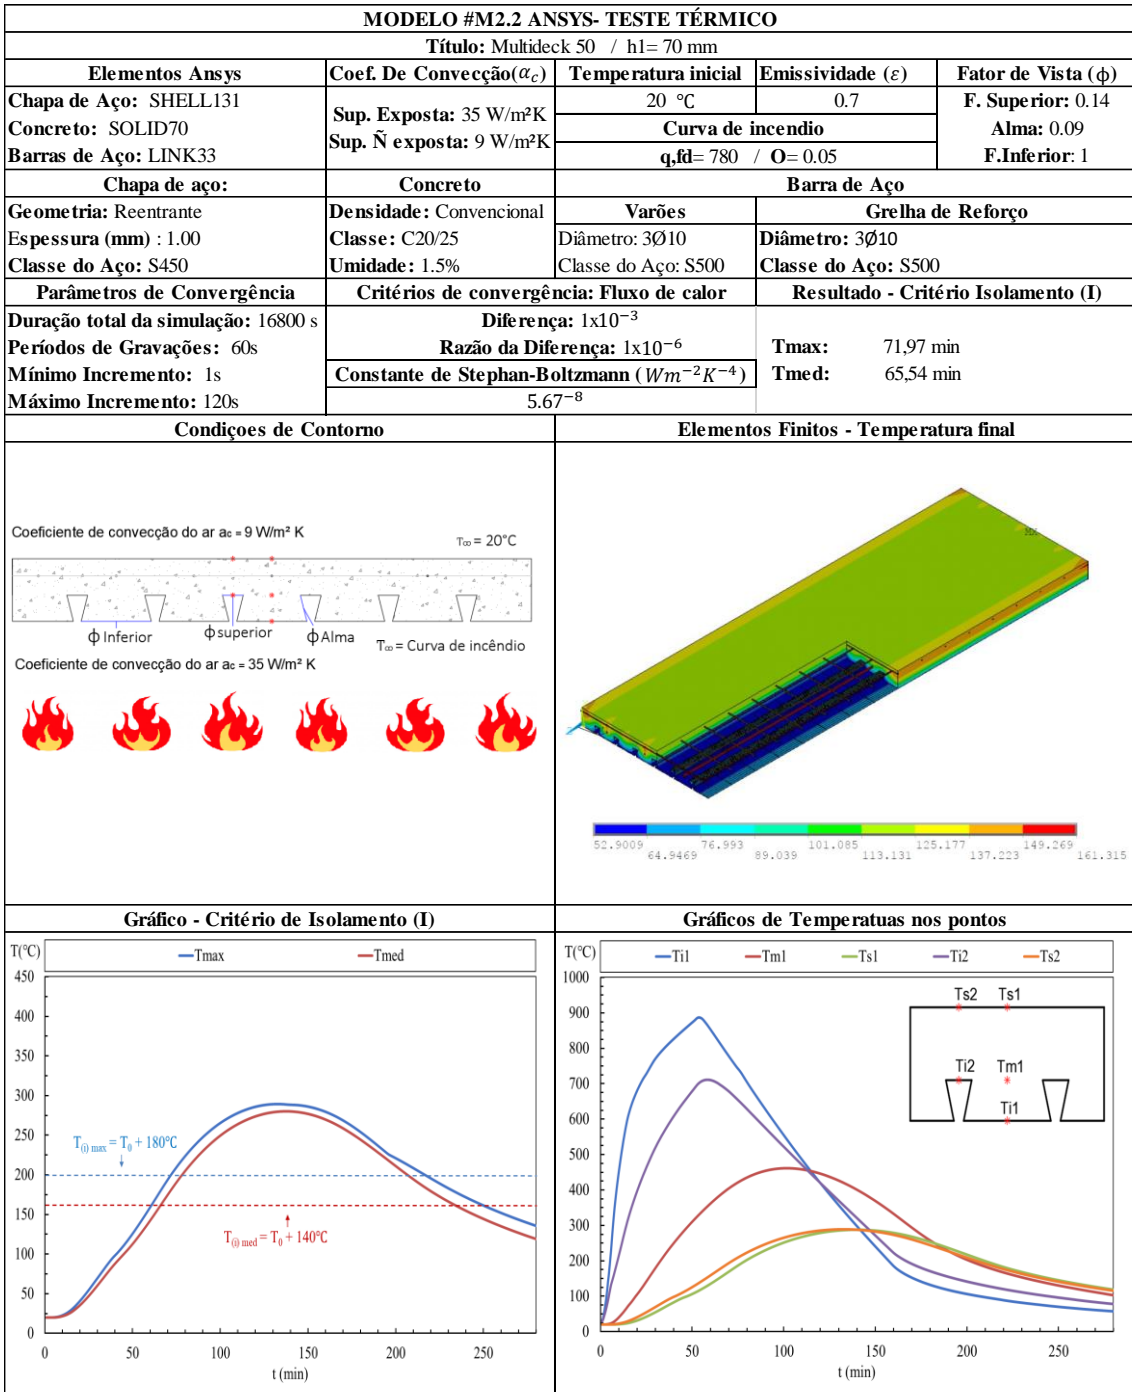 MODELO #M2.2 ANSYS- TESTE TÉRMICO
Título: Multideck 50 / h1= 70 mm
Elementos Ansys
Coef. De Convecção(α_c)
Temperatura inicial
Emissividade (ε)
Fator de Vista (ϕ)
Chapa de Aço: SHELL131
Concreto: SOLID70
Barras de Aço: LINK33
Sup. Exposta: 35 W/m²K
Sup. Ñ exposta: 9 W/m²K
20 °C
0.7
Curva de incendio
q,fd= 780 / O= 0.05
F. Superior: 0.14
Alma: 0.09
F.Inferior: 1
Chapa de aço:
Concreto
Barra de Aço
Geometria: Reentrante
Espessura (mm) : 1.00
Classe do Aço: S450
Densidade: Convencional
Classe: C20/25
Umidade: 1.5%
Varões
Diâmetro: 3Ø10
Classe do Aço: S500
Grelha de Reforço
Diâmetro: 3Ø10
Classe do Aço: S500
Parâmetros de Convergência
Critérios de convergência: Fluxo de calor
Resultado - Critério Isolamento (I)
Duração total da simulação: 16800 s
Períodos de Gravações: 60s
Mínimo Incremento: 1s
Máximo Incremento: 120s
Diferença: 1x10⁻³
Razão da Diferença: 1x10⁻⁶
Constante de Stephan-Boltzmann (Wm⁻²K⁻⁴)
5.67⁻⁸
Tmax: 71,97 min
Tmed: 65,54 min
Condiçoes de Contorno
Elementos Finitos - Temperatura final
Coeficiente de convecção do ar ac = 9 W/m² K
T∞ = 20°C
ϕ Inferior
ϕ superior
ϕ Alma
T∞ = Curva de incêndio
Coeficiente de convecção do ar ac = 35 W/m² K
MX
52.9009 76.993 101.085 125.177 149.269
64.9469 89.039 113.131 137.223 161.315
Gráfico - Critério de Isolamento (I)
Gráficos de Temperatuas nos pontos
T(°C)
Tmax
Tmed
450
400
350
300
250
200
150
100
50
0
T(i) max = T0 + 180°C
T(i) med = T0 + 140°C
0 50 100 150 200 250
t (min)
T(°C)
Ti1
Tm1
Ts1
Ti2
Ts2
1000
900
800
700
600
500
400
300
200
100
0
Ts2 Ts1
Ti2 Tm1
Ti1
0 50 100 150 200 250
t (min)